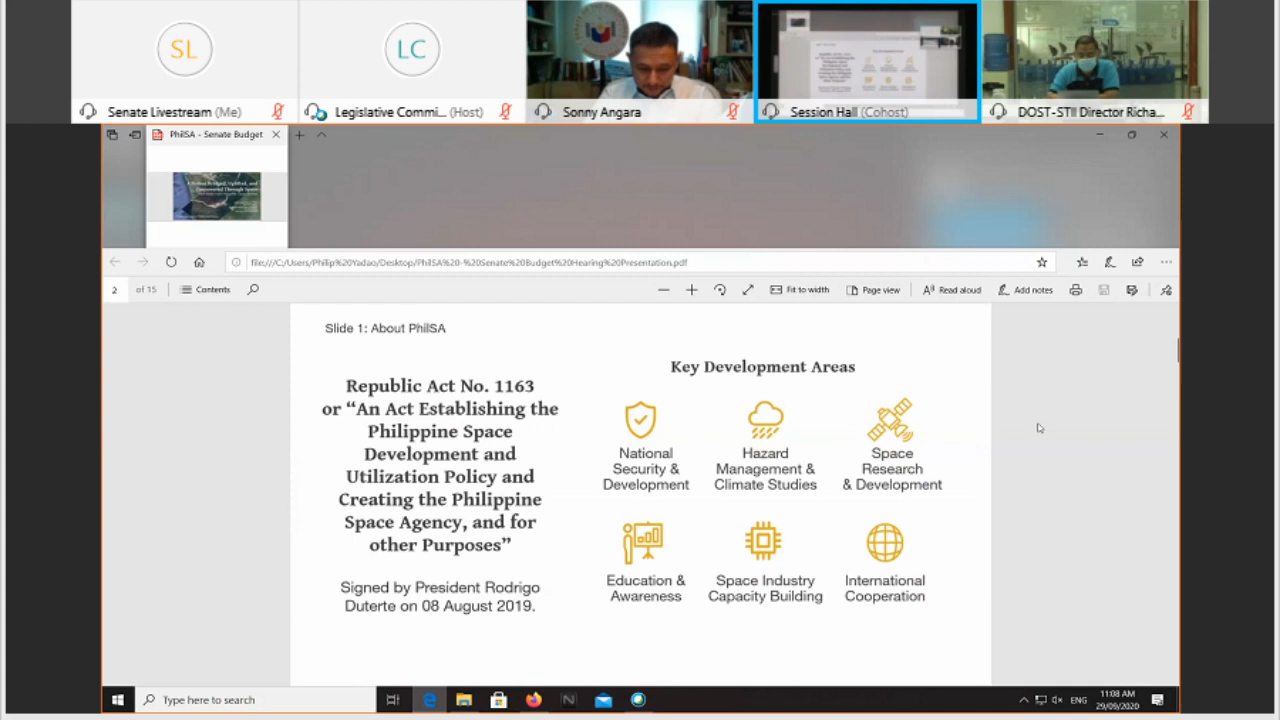 SL
LC
Senate Livestream (Me)
Legislative Commi... (Host)
Sonny Angara
Session Hall (Cohost)
DOST-STII Director Richa...
PhilSA - Senate Budget
file:///C:/Users/Philip%20Yadao/Desktop/PhilSA%20-%20Senate%20Budget%20Hearing%20Presentation.pdf
2 of 15
Contents
Fit to width
Page view
Read aloud
Add notes
Slide 1: About PhilSA
Republic Act No. 1163
or “An Act Establishing the
Philippine Space
Development and
Utilization Policy and
Creating the Philippine
Space Agency, and for
other Purposes”
Signed by President Rodrigo
Duterte on 08 August 2019.
Key Development Areas
National
Security &
Development
Hazard
Management &
Climate Studies
Space
Research
& Development
Education &
Awareness
Space Industry
Capacity Building
International
Cooperation
Type here to search
ENG
11:08 AM
29/09/2020